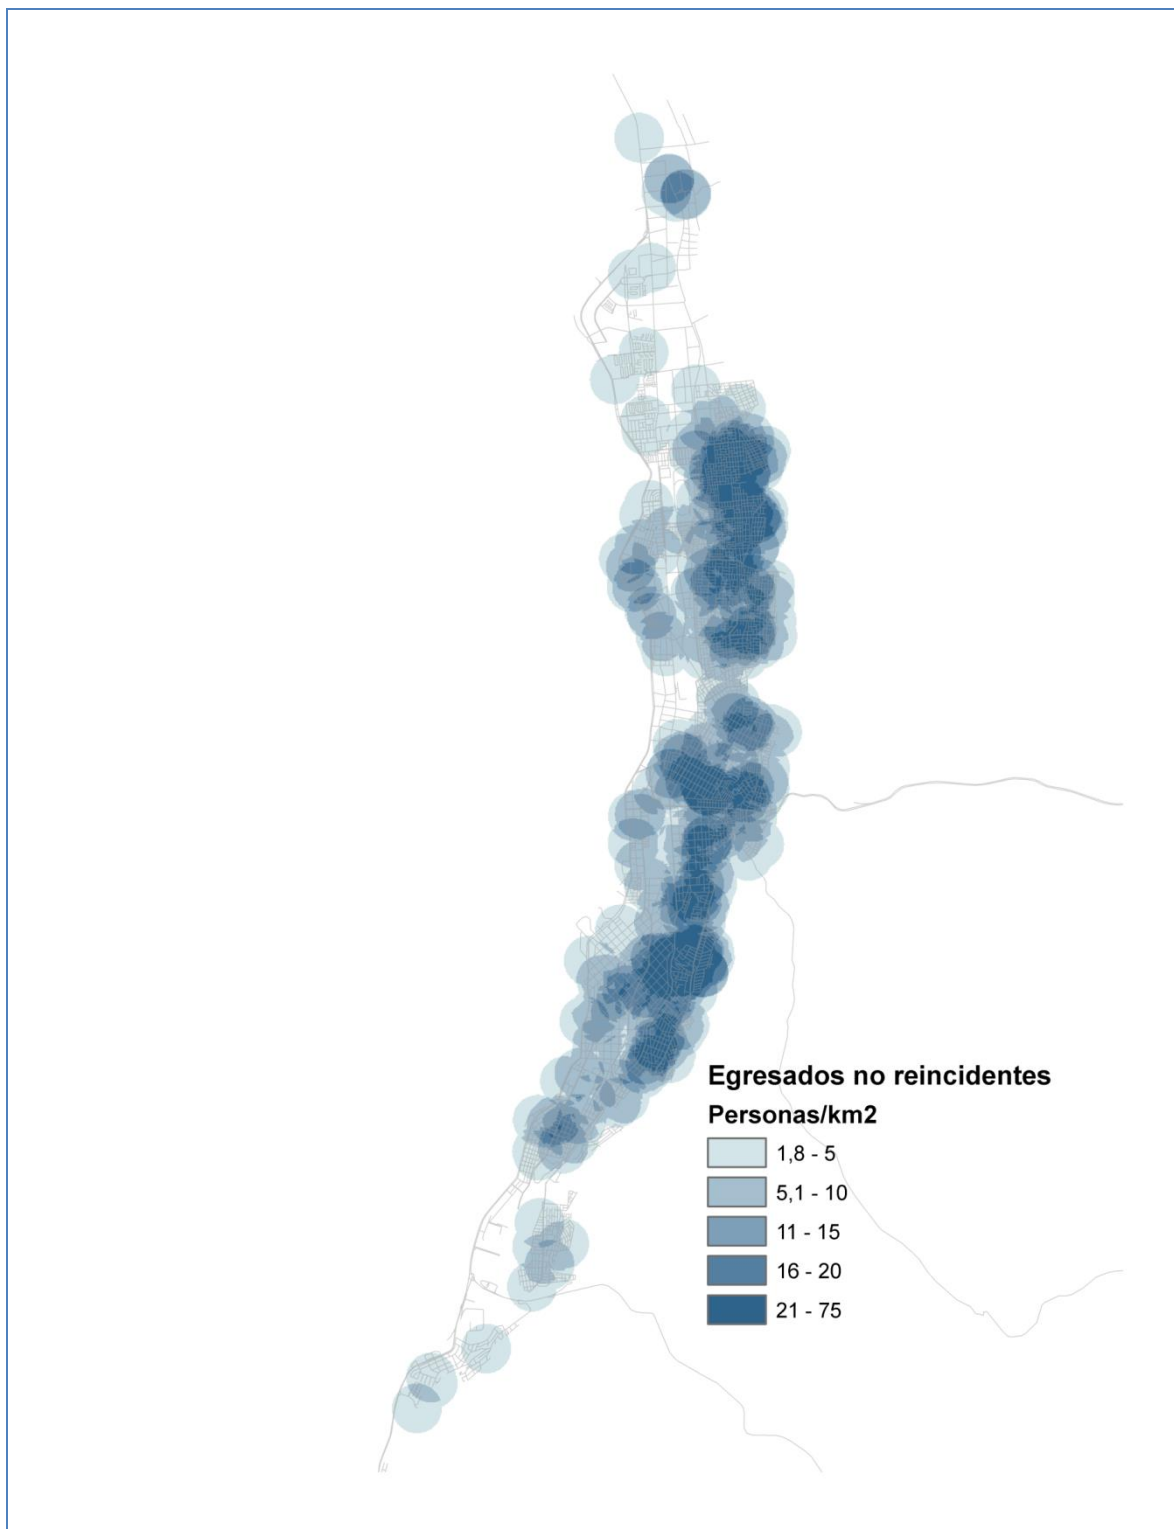 Egresados no reincidentes
Personas/km2
1,8 - 5
5,1 - 10
11 - 15
16 - 20
21 - 75